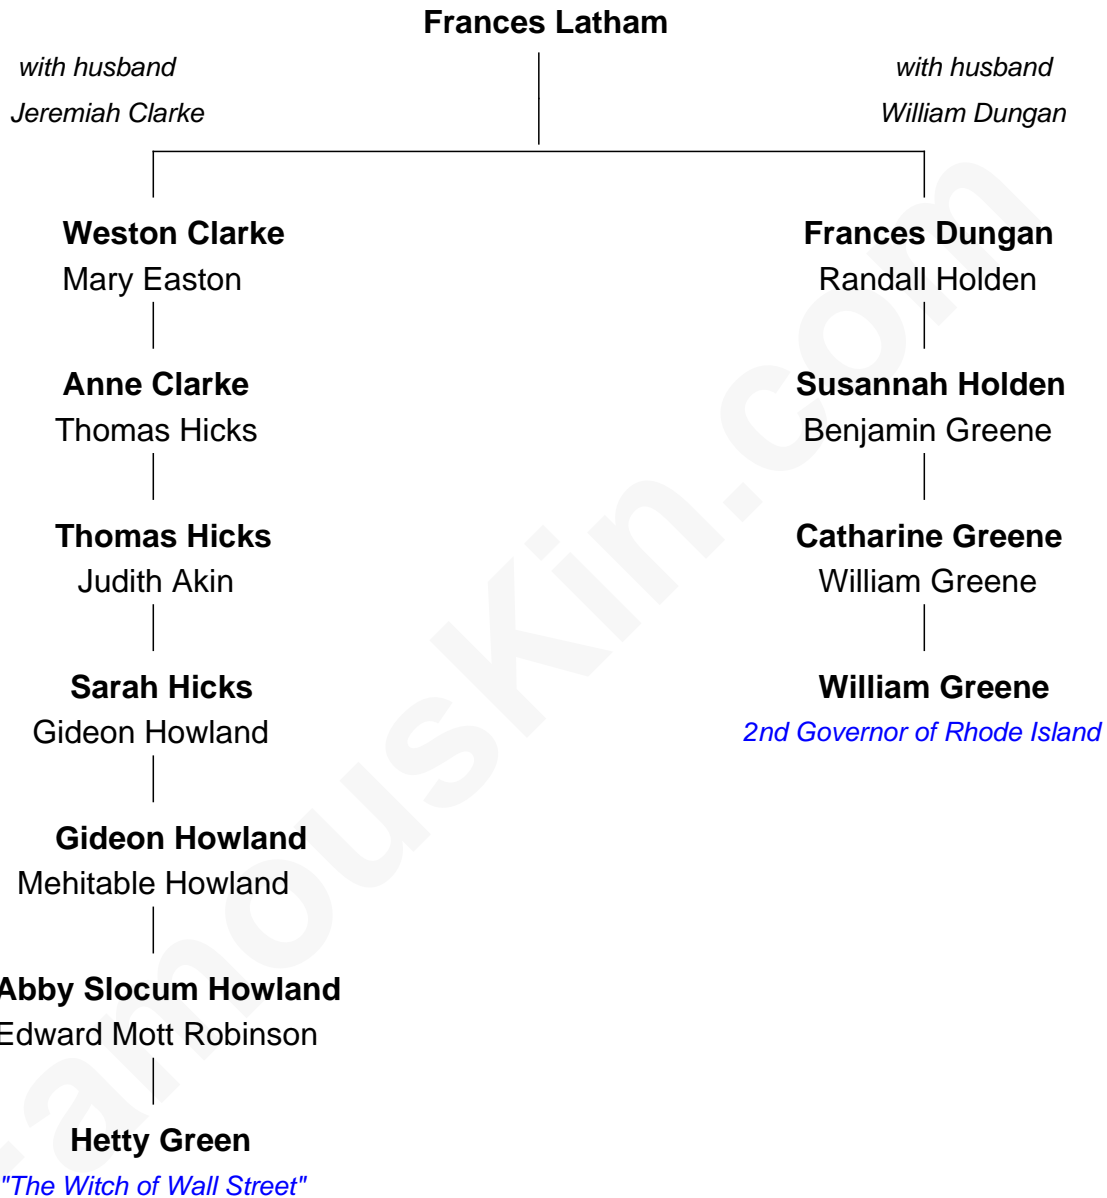 Frances Latham
with husband with husband
Jeremiah Clarke William Dungan
Weston Clarke Frances Dungan
Mary Easton Randall Holden
Anne Clarke Susannah Holden
Thomas Hicks Benjamin Greene
Thomas Hicks Catharine Greene
Judith Akin William Greene
Sarah Hicks William Greene
Gideon Howland 2nd Governor of Rhode Island
Gideon Howland
Mehitable Howland
Abby Slocum Howland
Edward Mott Robinson
Hetty Green
"The Witch of Wall Street"
FamousKin.com